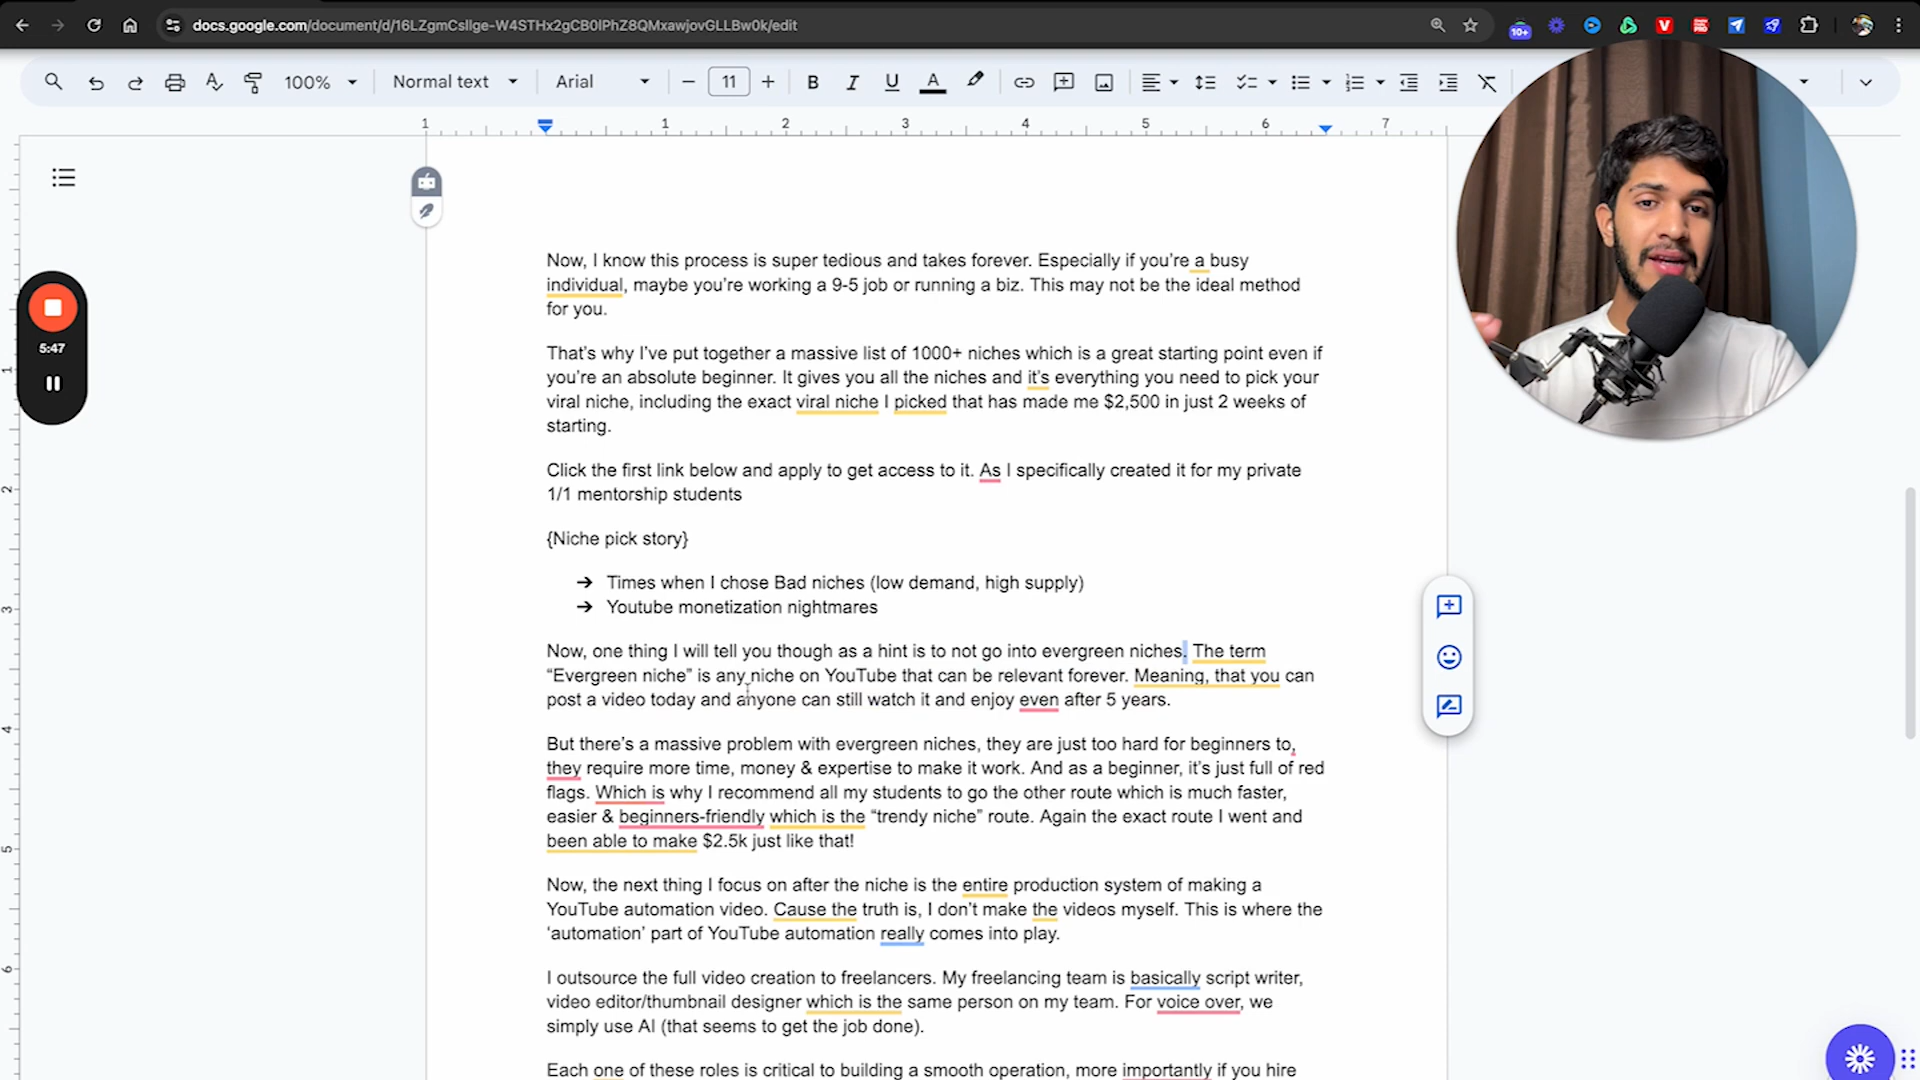 docs.google.com/document/d/16LZgmCsIlge-W4STHx2gCB0lPhZ8QMxawjovGLLBw0k/edit
10+
100%
Normal text
Arial
11
1 1 2 3 4 5 6 7
5:47
Now, I know this process is super tedious and takes forever. Especially if you're a busy
individual, maybe you're working a 9-5 job or running a biz. This may not be the ideal method
for you.
That's why I've put together a massive list of 1000+ niches which is a great starting point even if
you're an absolute beginner. It gives you all the niches and it's everything you need to pick your
viral niche, including the exact viral niche I picked that has made me $2,500 in just 2 weeks of
starting.
Click the first link below and apply to get access to it. As I specifically created it for my private
1/1 mentorship students
{Niche pick story}
➔ Times when I chose Bad niches (low demand, high supply)
➔ Youtube monetization nightmares
Now, one thing I will tell you though as a hint is to not go into evergreen niches. The term
“Evergreen niche” is any niche on YouTube that can be relevant forever. Meaning, that you can
post a video today and anyone can still watch it and enjoy even after 5 years.
But there's a massive problem with evergreen niches, they are just too hard for beginners to,
they require more time, money & expertise to make it work. And as a beginner, it's just full of red
flags. Which is why I recommend all my students to go the other route which is much faster,
easier & beginners-friendly which is the “trendy niche” route. Again the exact route I went and
been able to make $2.5k just like that!
Now, the next thing I focus on after the niche is the entire production system of making a
YouTube automation video. Cause the truth is, I don't make the videos myself. This is where the
‘automation’ part of YouTube automation really comes into play.
I outsource the full video creation to freelancers. My freelancing team is basically script writer,
video editor/thumbnail designer which is the same person on my team. For voice over, we
simply use AI (that seems to get the job done).
Each one of these roles is critical to building a smooth operation, more importantly if you hire
1
2
3
4
5
6